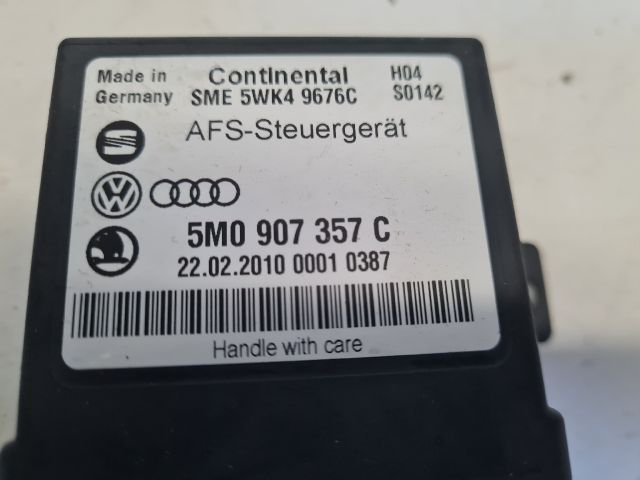 Made in Germany
Continental
SME 5WK4 9676C
H04
S0142
AFS-Steuergerät
5M0 907 357 C
22.02.2010 0001 0387
Handle with care